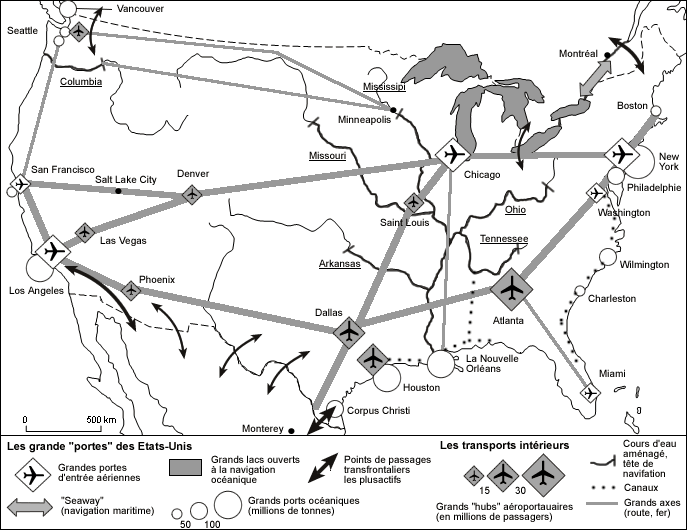 Vancouver
Seattle
Columbia
Montréal
Mississipi
Minneapolis
Boston
Missouri
San Francisco
Salt Lake City
Denver
Chicago
New
York
Philadelphie
Washington
Saint Louis
Ohio
Las Vegas
Tennessee
Arkansas
Wilmington
Los Angeles
Phoenix
Charleston
Dallas
Atlanta
La Nouvelle
Orléans
Miami
Houston
Corpus Christi
Monterey
0 500 km
Les grande "portes" des Etats-Unis
Grandes portes
d'entrée aériennes
Grands lacs ouverts
à la navigation
océanique
Points de passages
transfrontaliers
les plusactifs
"Seaway"
(navigation maritime)
50 100
Grands ports océaniques
(millions de tonnes)
Les transports intérieurs
15 30
Grands "hubs" aéroportauaires
(en millions de passagers)
Cours d'eau
aménagé,
tête de
navifation
Canaux
Grands axes
(route, fer)